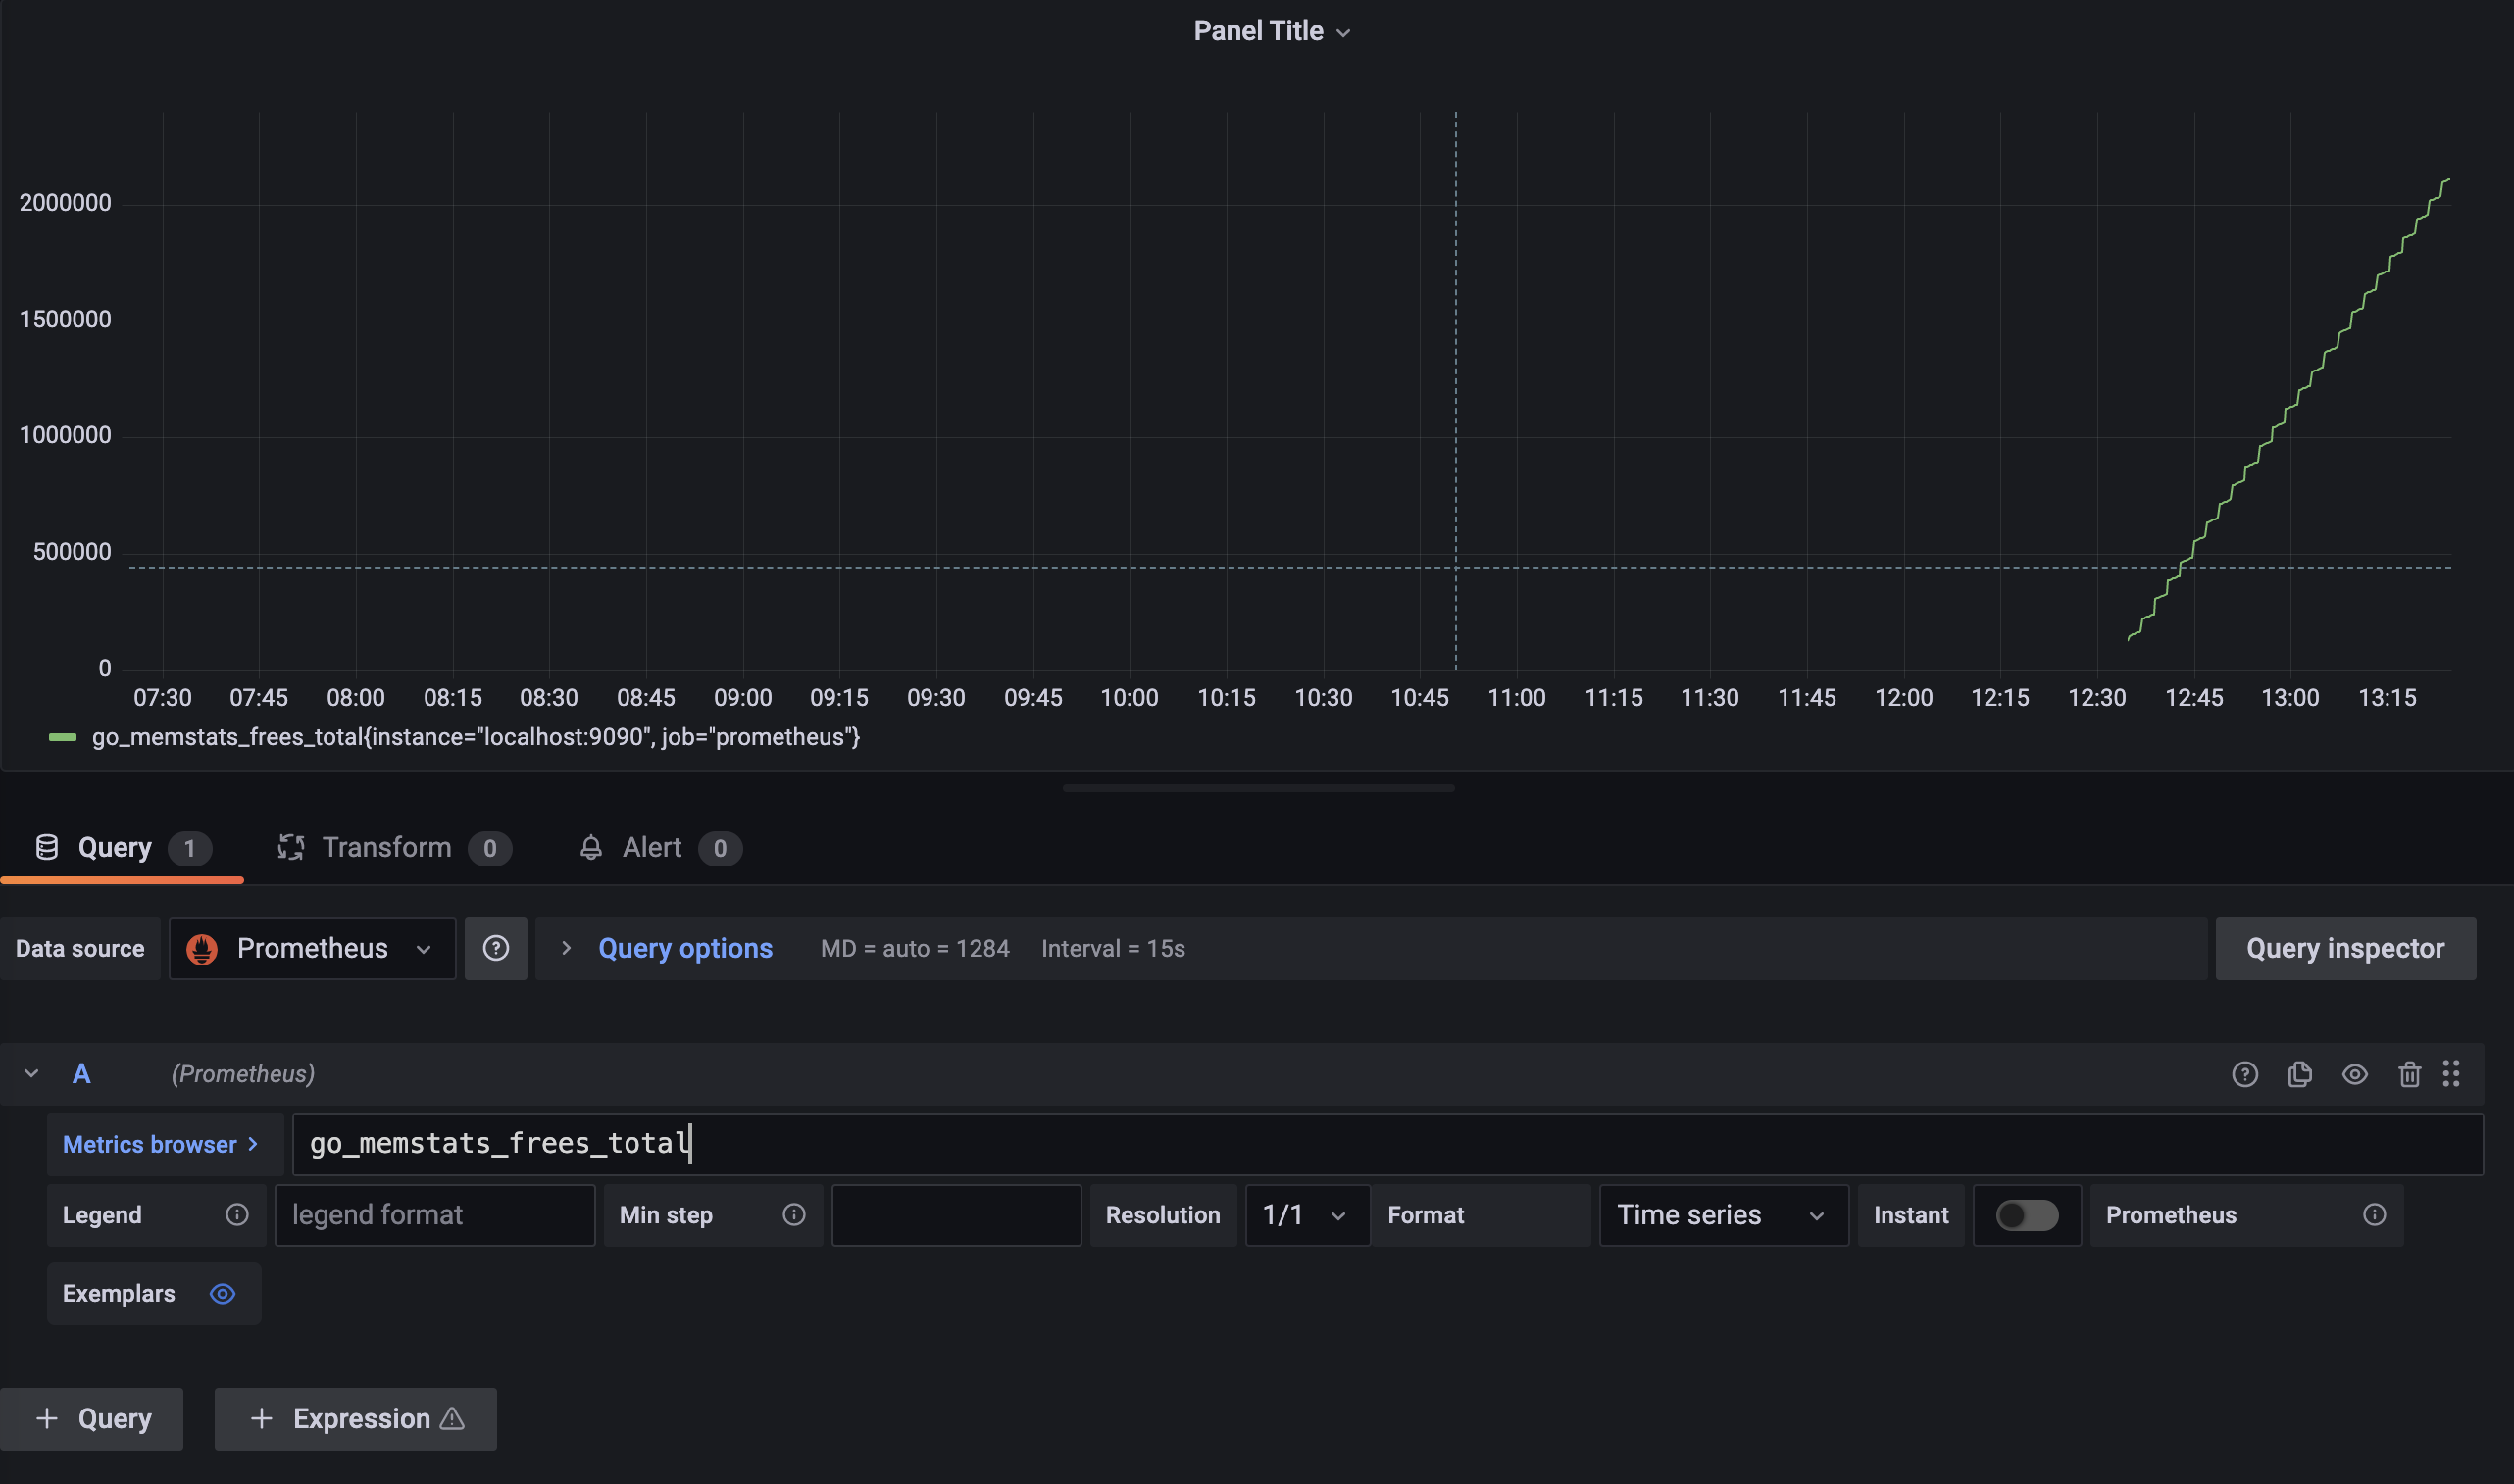 Panel Title
2000000
1500000
1000000
500000
0
07:30 07:45 08:00 08:15 08:30 08:45 09:00 09:15 09:30 09:45 10:00 10:15 10:30 10:45 11:00 11:15 11:30 11:45 12:00 12:15 12:30 12:45 13:00 13:15
go_memstats_frees_total{instance="localhost:9090", job="prometheus"}
Query 1 Transform 0 Alert 0
Data source Prometheus Query options MD = auto = 1284 Interval = 15s Query inspector
A (Prometheus)
Metrics browser > go_memstats_frees_total
Legend legend format Min step Resolution 1/1 Format Time series Instant Prometheus
Exemplars
+ Query + Expression